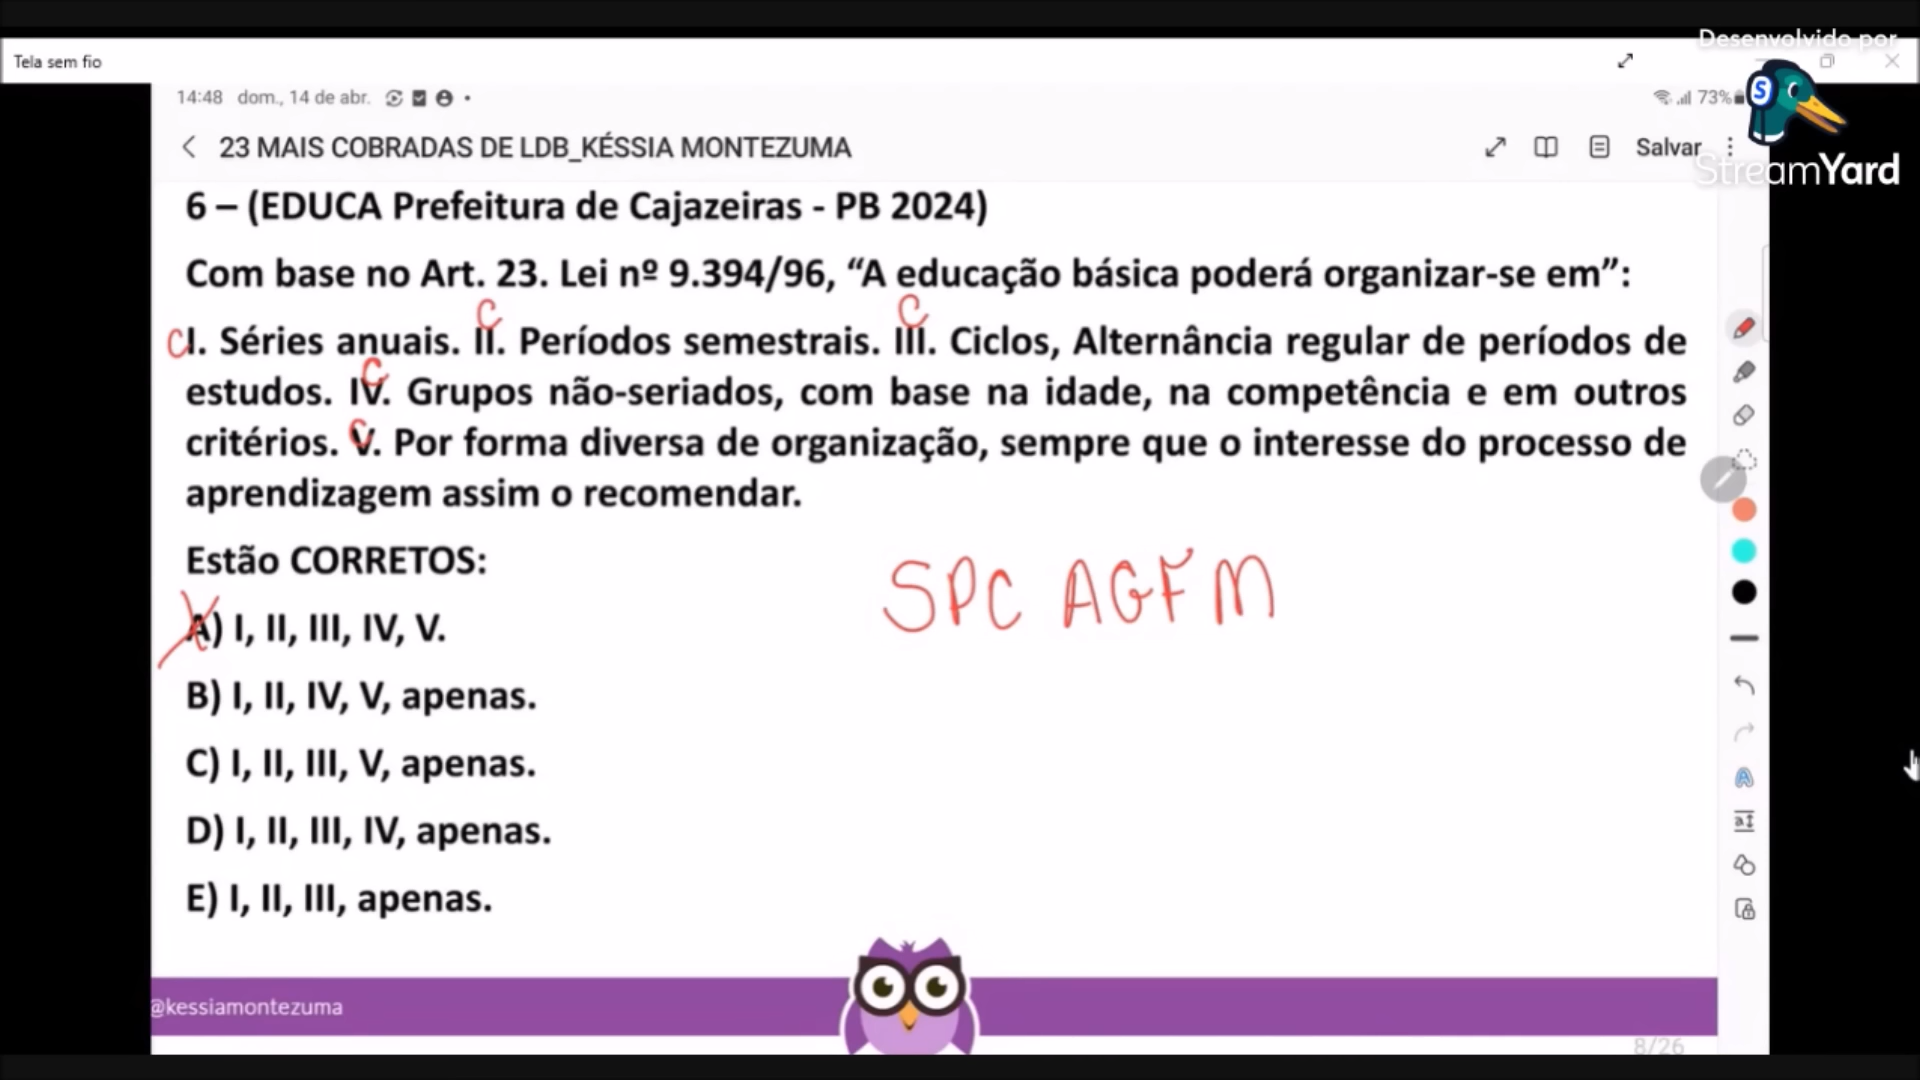 Desenvolvido por
Tela sem fio
14:48 dom., 14 de abr.
73%
S
23 MAIS COBRADAS DE LDB_KÉSSIA MONTEZUMA
Salvar
StreamYard
6 – (EDUCA Prefeitura de Cajazeiras - PB 2024)
Com base no Art. 23. Lei nº 9.394/96, “A educação básica poderá organizar-se em”:
C C
CI. Séries anuais. II. Períodos semestrais. III. Ciclos, Alternância regular de períodos de
C
estudos. IV. Grupos não-seriados, com base na idade, na competência e em outros
C
critérios. V. Por forma diversa de organização, sempre que o interesse do processo de
aprendizagem assim o recomendar.
Estão CORRETOS:
SPC AGFM
A) I, II, III, IV, V.
B) I, II, IV, V, apenas.
C) I, II, III, V, apenas.
D) I, II, III, IV, apenas.
E) I, II, III, apenas.
@kessiamontezuma
8/26